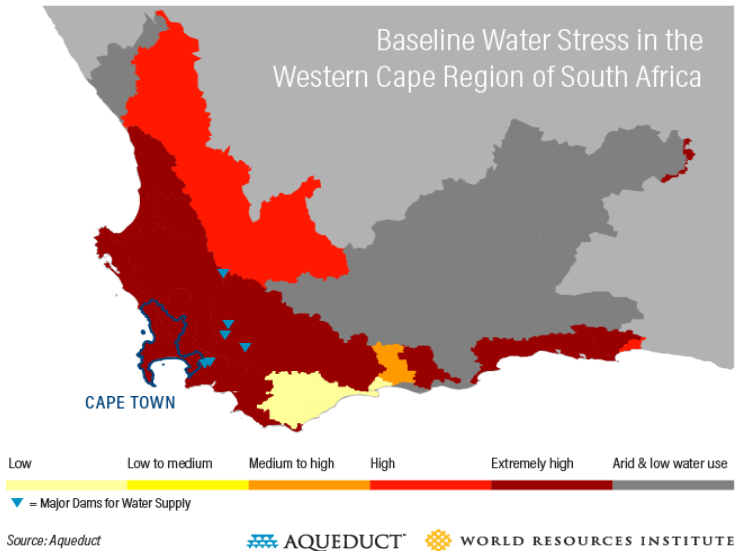 Baseline Water Stress in the
Western Cape Region of South Africa
CAPE TOWN
Low Low to medium Medium to high High Extremely high Arid & low water use
= Major Dams for Water Supply
Source: Aqueduct AQUEDUCT™ WORLD RESOURCES INSTITUTE